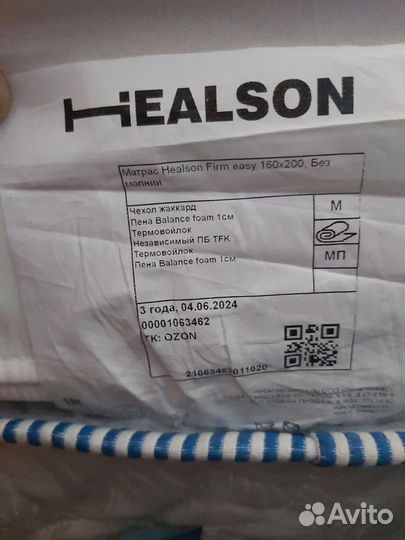 HEALSON
Матрас Healson Firm easy 160x200, Без
молнии
Чехол жаккард
Пена Balance foam 1см
Термовойлок
Независимый ПБ TFK
Термовойлок
Пена Balance foam 1см
М
МП
3 года, 04.06.2024
00001063462
ТК: OZON
21063482011020
Avito